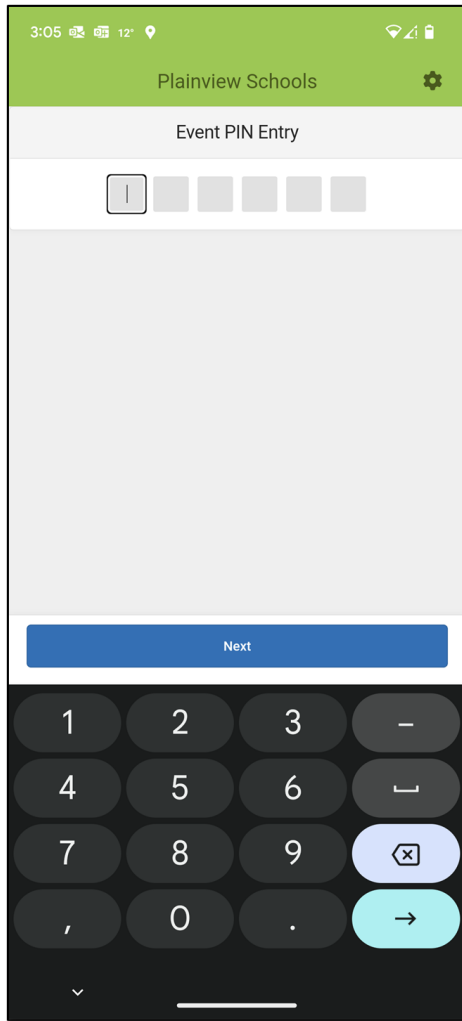 3:05 12°
Plainview Schools
Event PIN Entry
Next
1 2 3 –
4 5 6
7 8 9
, 0 .